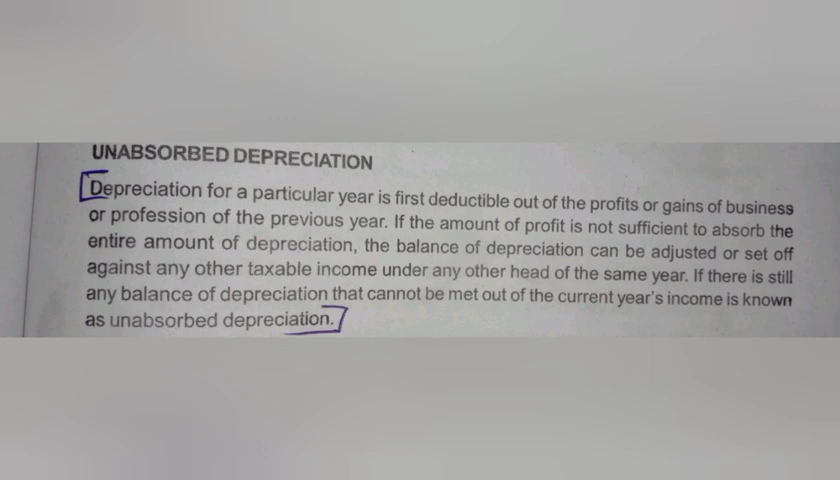 UNABSORBED DEPRECIATION
Depreciation for a particular year is first deductible out of the profits or gains of business
or profession of the previous year. If the amount of profit is not sufficient to absorb the
entire amount of depreciation, the balance of depreciation can be adjusted or set off
against any other taxable income under any other head of the same year. If there is still
any balance of depreciation that cannot be met out of the current year's income is known
as unabsorbed depreciation.